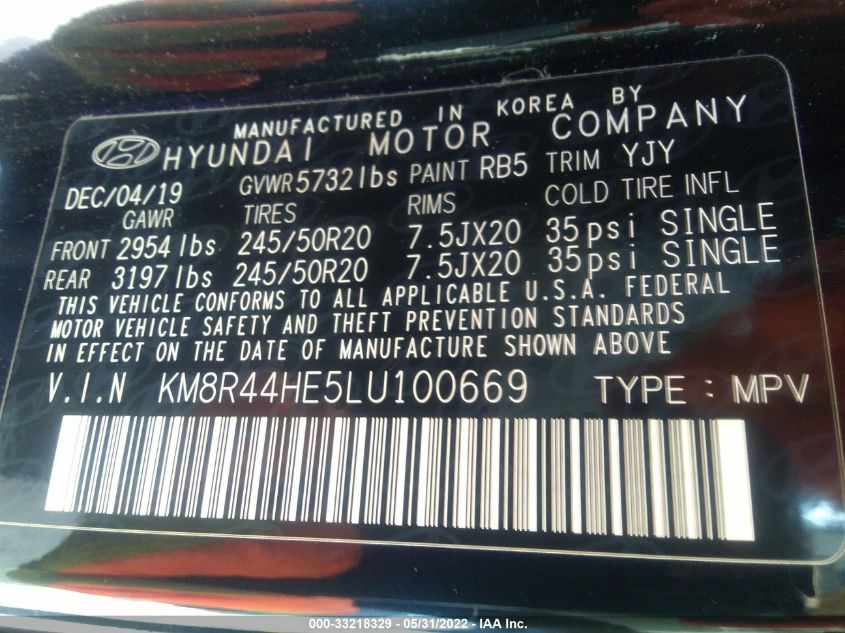 MANUFACTURED IN KOREA BY
HYUNDAI MOTOR COMPANY
DEC/04/19 GVWR 5732 lbs PAINT RB5 TRIM YJY
GAWR TIRES RIMS COLD TIRE INFL
FRONT 2954 lbs 245/50R20 7.5JX20 35psi SINGLE
REAR 3197 lbs 245/50R20 7.5JX20 35psi SINGLE
THIS VEHICLE CONFORMS TO ALL APPLICABLE U.S.A. FEDERAL
MOTOR VEHICLE SAFETY AND THEFT PREVENTION STANDARDS
IN EFFECT ON THE DATE OF MANUFACTURE SHOWN ABOVE
V.I.N KM8R44HE5LU100669 TYPE : MPV
000-33218329 - 05/31/2022 - IAA Inc.